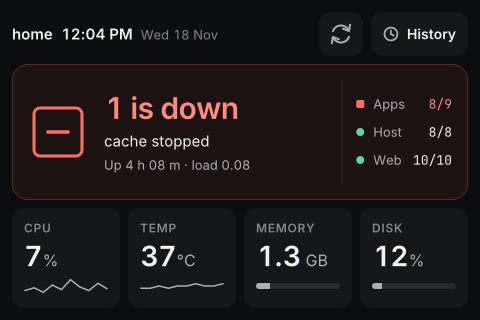 home 12:04 PM Wed 18 Nov
History
1 is down
cache stopped
Up 4 h 08 m · load 0.08
Apps 8/9
Host 8/8
Web 10/10
CPU
7%
TEMP
37°C
MEMORY
1.3 GB
DISK
12%